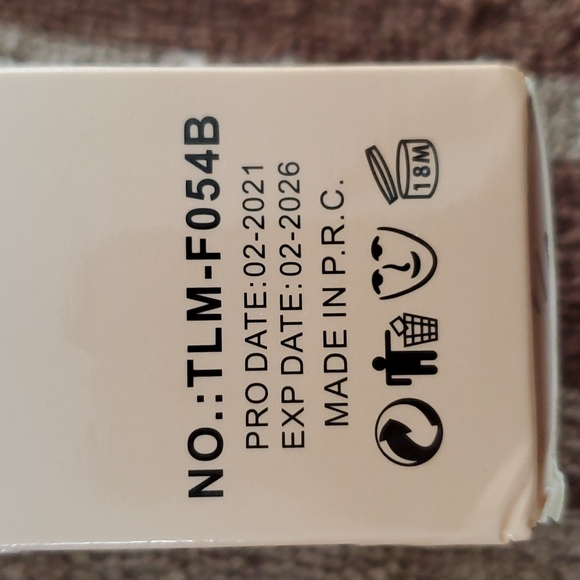 NO.:TLM-F054B
PRO DATE:02-2021
EXP DATE:02-2026
MADE IN P.R.C.
18M